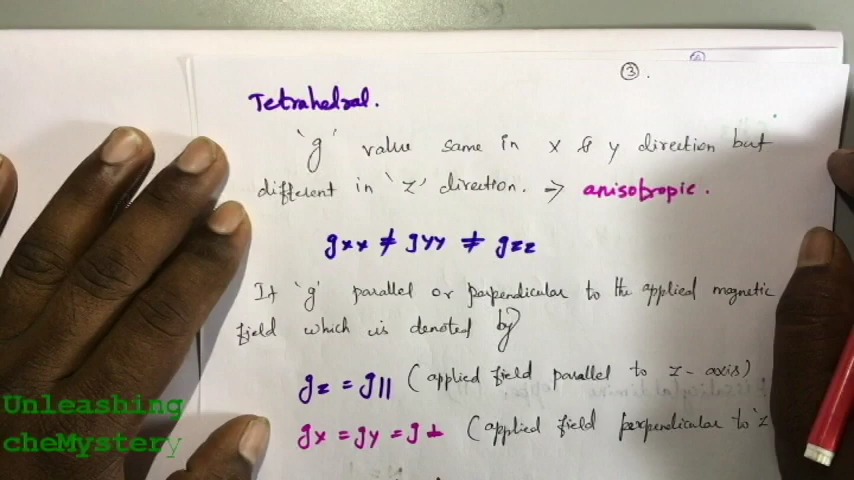 3.
Tetrahedral.
'g' value same in x & y direction but
different in 'z' direction. ⇒ anisotropic.
gxx ≠ gyy ≠ gzz
If 'g' parallel or perpendicular to the applied magnetic
field which is denoted by
gz = g|| (applied field parallel to z-axis)
gx = gy = g⊥ (applied field perpendicular to z
Unleashing
cheMystery